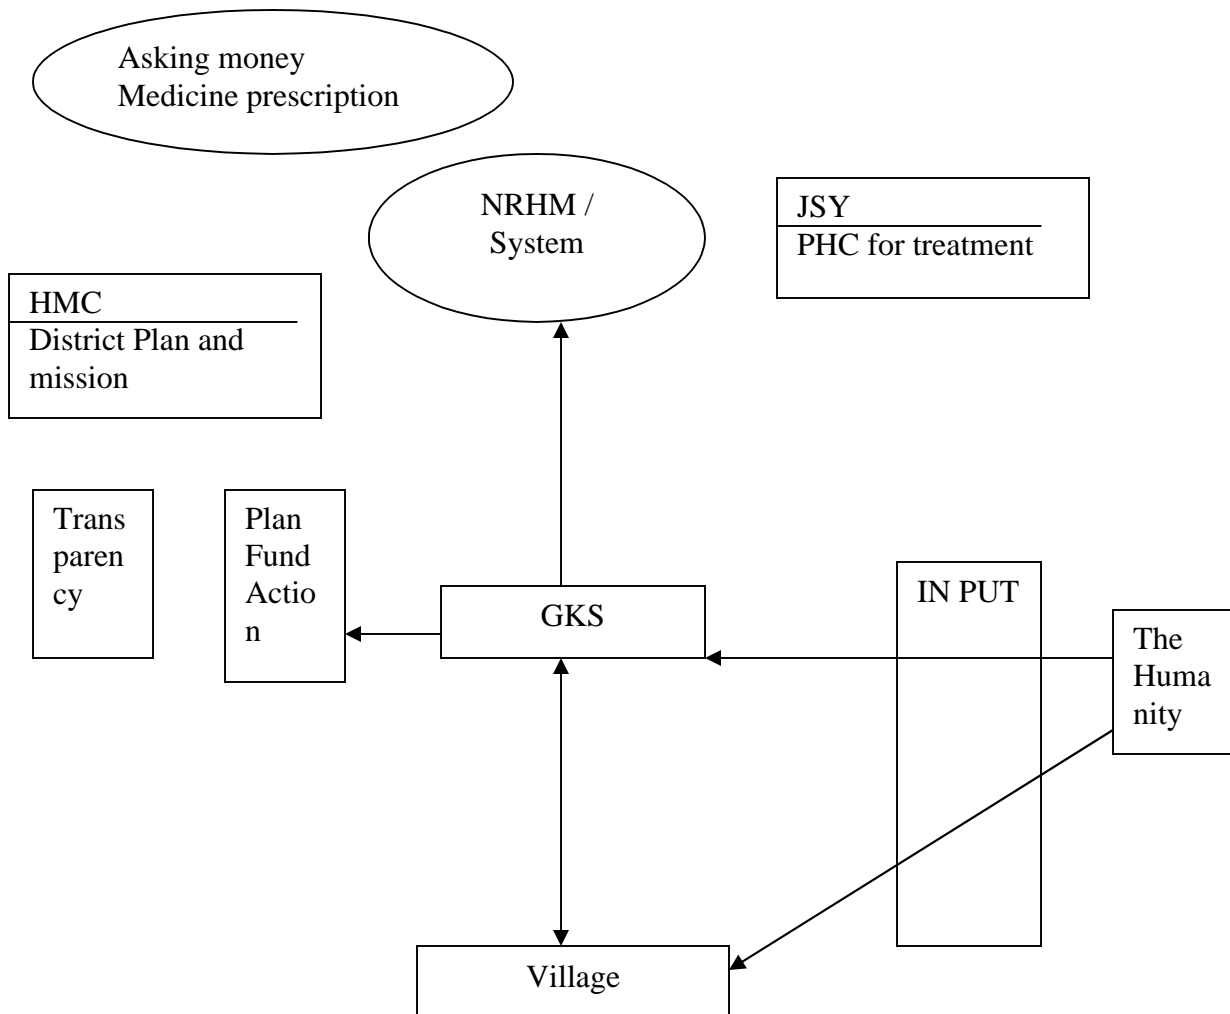 Asking money
Medicine prescription
NRHM /
System
JSY
PHC for treatment
HMC
District Plan and
mission
Trans
paren
cy
Plan
Fund
Actio
n
GKS
IN PUT
The
Huma
nity
Village